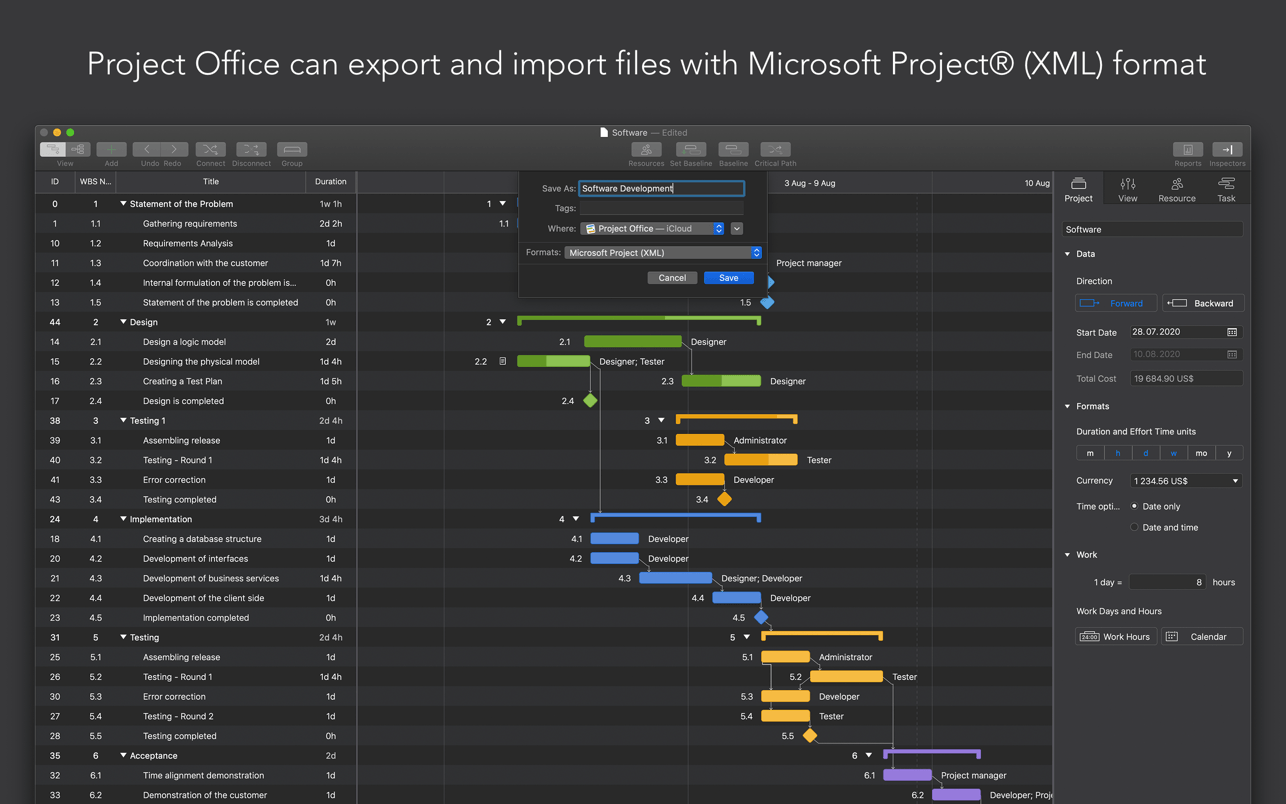 Project Office can export and import files with Microsoft Project® (XML) format
Software — Edited
View Add Undo Redo Connect Disconnect Group Resources Set Baseline Baseline Critical Path Reports Inspectors
ID WBS N... Title Duration 3 Aug - 9 Aug 10 Aug
Save As: Software Development
Tags:
Where: Project Office — iCloud
Formats: Microsoft Project (XML)
Cancel Save
0 1 Statement of the Problem 1w 1h 1
1 1.1 Gathering requirements 2d 2h 1.1
10 1.2 Requirements Analysis 1d
11 1.3 Coordination with the customer 1d 7h Project manager
12 1.4 Internal formulation of the problem is... 0h
13 1.5 Statement of the problem is completed 0h 1.5
44 2 Design 1w 2
14 2.1 Design a logic model 2d 2.1 Designer
15 2.2 Designing the physical model 1d 4h 2.2 Designer; Tester
16 2.3 Creating a Test Plan 1d 5h 2.3 Designer
17 2.4 Design is completed 0h 2.4
38 3 Testing 1 2d 4h 3
39 3.1 Assembling release 1d 3.1 Administrator
40 3.2 Testing - Round 1 1d 4h 3.2 Tester
41 3.3 Error correction 1d 3.3 Developer
43 3.4 Testing completed 0h 3.4
24 4 Implementation 3d 4h 4
18 4.1 Creating a database structure 1d 4.1 Developer
20 4.2 Development of interfaces 1d 4.2 Developer
21 4.3 Development of business services 1d 4h 4.3 Designer; Developer
22 4.4 Development of the client side 1d 4.4 Developer
23 4.5 Implementation completed 0h 4.5
31 5 Testing 2d 4h 5
25 5.1 Assembling release 1d 5.1 Administrator
26 5.2 Testing - Round 1 1d 4h 5.2 Tester
30 5.3 Error correction 1d 5.3 Developer
27 5.4 Testing - Round 2 1d 5.4 Tester
28 5.5 Testing completed 0h 5.5
35 6 Acceptance 2d 6
32 6.1 Time alignment demonstration 1d 6.1 Project manager
33 6.2 Demonstration of the customer 1d 6.2 Developer; Proje
Project View Resource Task
Software
Data
Direction
Forward Backward
Start Date 28.07.2020
End Date 10.08.2020
Total Cost 19 684.90 US$
Formats
Duration and Effort Time units
m h d w mo y
Currency 1 234.56 US$
Time opti... Date only
Date and time
Work
1 day = 8 hours
Work Days and Hours
24:00 Work Hours Calendar